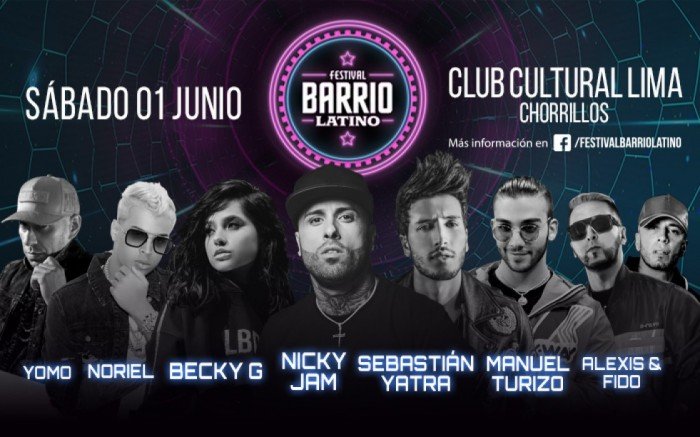 SÁBADO 01 JUNIO
FESTIVAL
BARRIO
LATINO
CLUB CULTURAL LIMA
CHORRILLOS
Más información en f /FESTIVALBARRIOLATINO
LBD
YOMO
NORIEL
BECKY G
NICKY
JAM
SEBASTIÁN
YATRA
MANUEL
TURIZO
ALEXIS &
FIDO